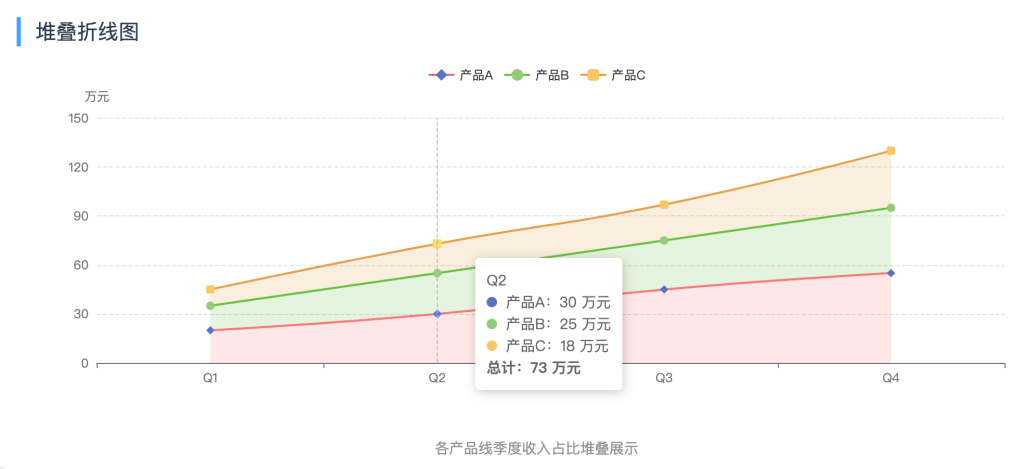 堆叠折线图
产品A 产品B 产品C
万元
150
120
90
60
30
0
Q2
产品A：30 万元
产品B：25 万元
产品C：18 万元
总计：73 万元
Q1 Q2 Q3 Q4
各产品线季度收入占比堆叠展示